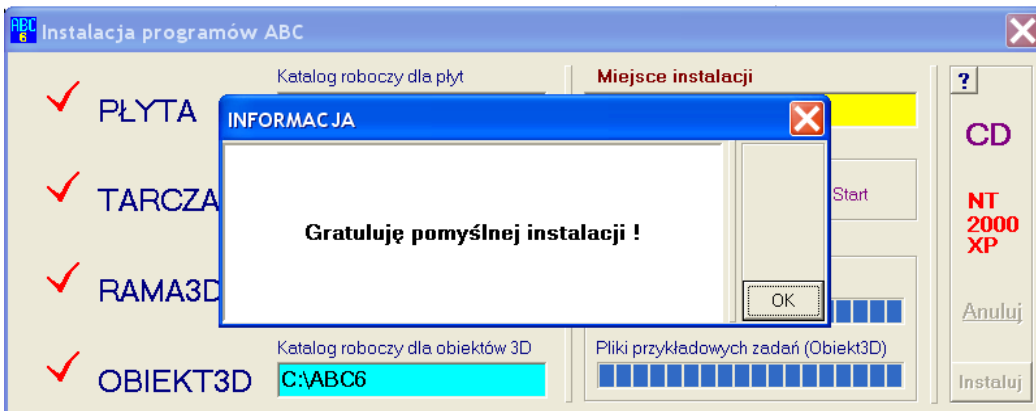 ABC
6
Instalacja programów ABC
PŁYTA
TARCZA
RAMA3D
OBIEKT3D
Katalog roboczy dla płyt
INFORMACJA
Gratuluję pomyślnej instalacji !
OK
Katalog roboczy dla obiektów 3D
C:\ABC6
Miejsce instalacji
Start
Pliki przykładowych zadań (Obiekt3D)
?
CD
NT
2000
XP
Anuluj
Instaluj